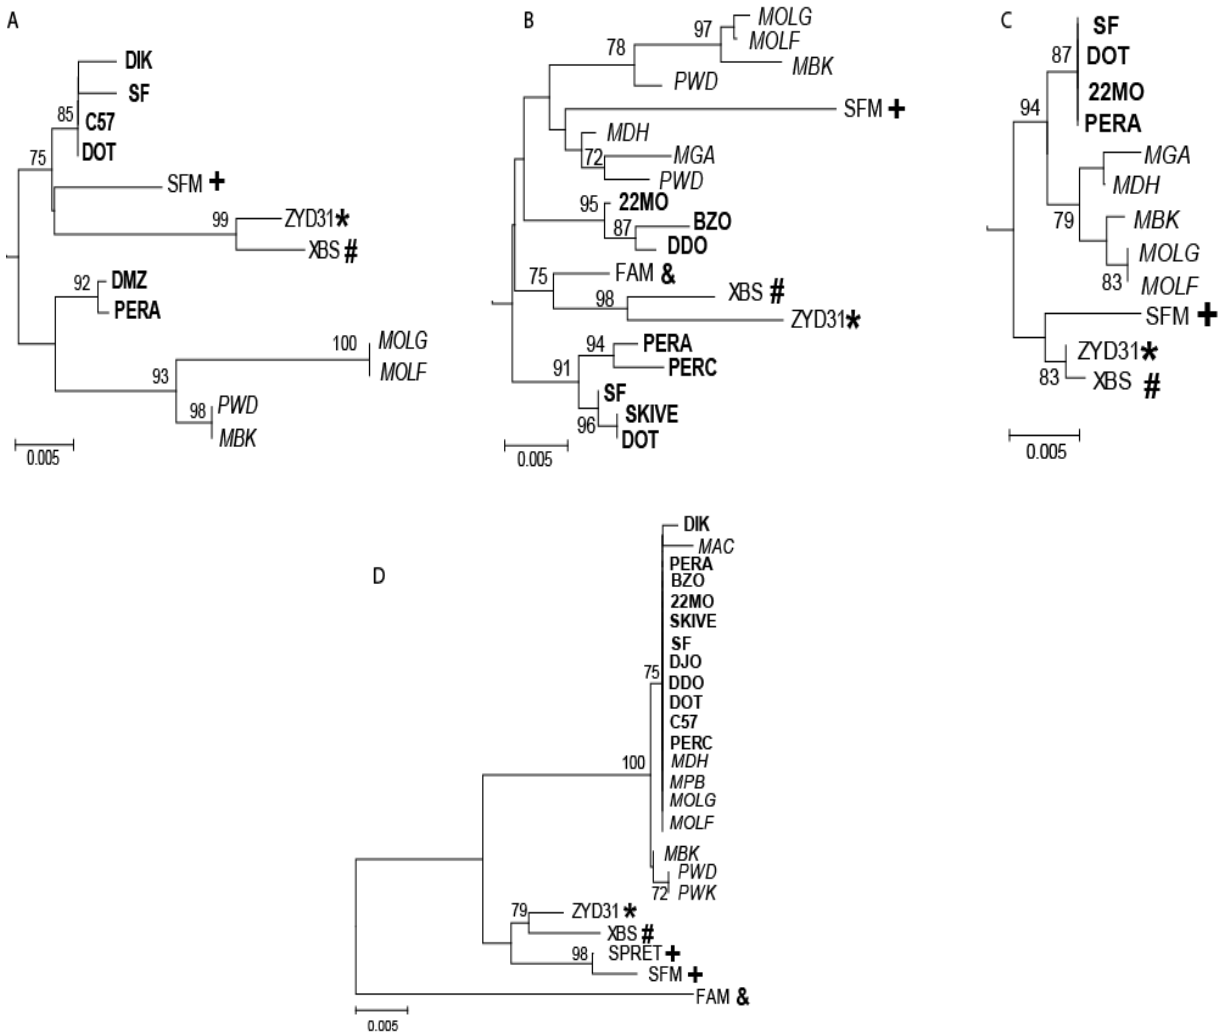 A
DIK
SF
85
C57
DOT
75
SFM +
99
ZYD31 *
XBS #
92
DMZ
PERA
100
MOLG
MOLF
93
98
PWD
MBK
0.005
B
MOLG
97
MOLF
78
MBK
PWD
SFM +
MDH
72
MGA
PWD
95
22MO
87
BZO
DDO
75
FAM &
98
XBS #
ZYD31 *
94
PERA
91
PERC
SF
SKIVE
96
DOT
0.005
C
SF
87
DOT
22MO
94
PERA
MGA
MDH
79
MBK
MOLG
83
MOLF
SFM +
ZYD31 *
83
XBS #
0.005
D
DIK
MAC
PERA
BZO
22MO
SKIVE
SF
DJO
75
DDO
DOT
C57
PERC
100
MDH
MPB
MOLG
MOLF
MBK
PWD
72
PWK
79
ZYD31 *
XBS #
98
SPRET +
SFM +
FAM &
0.005